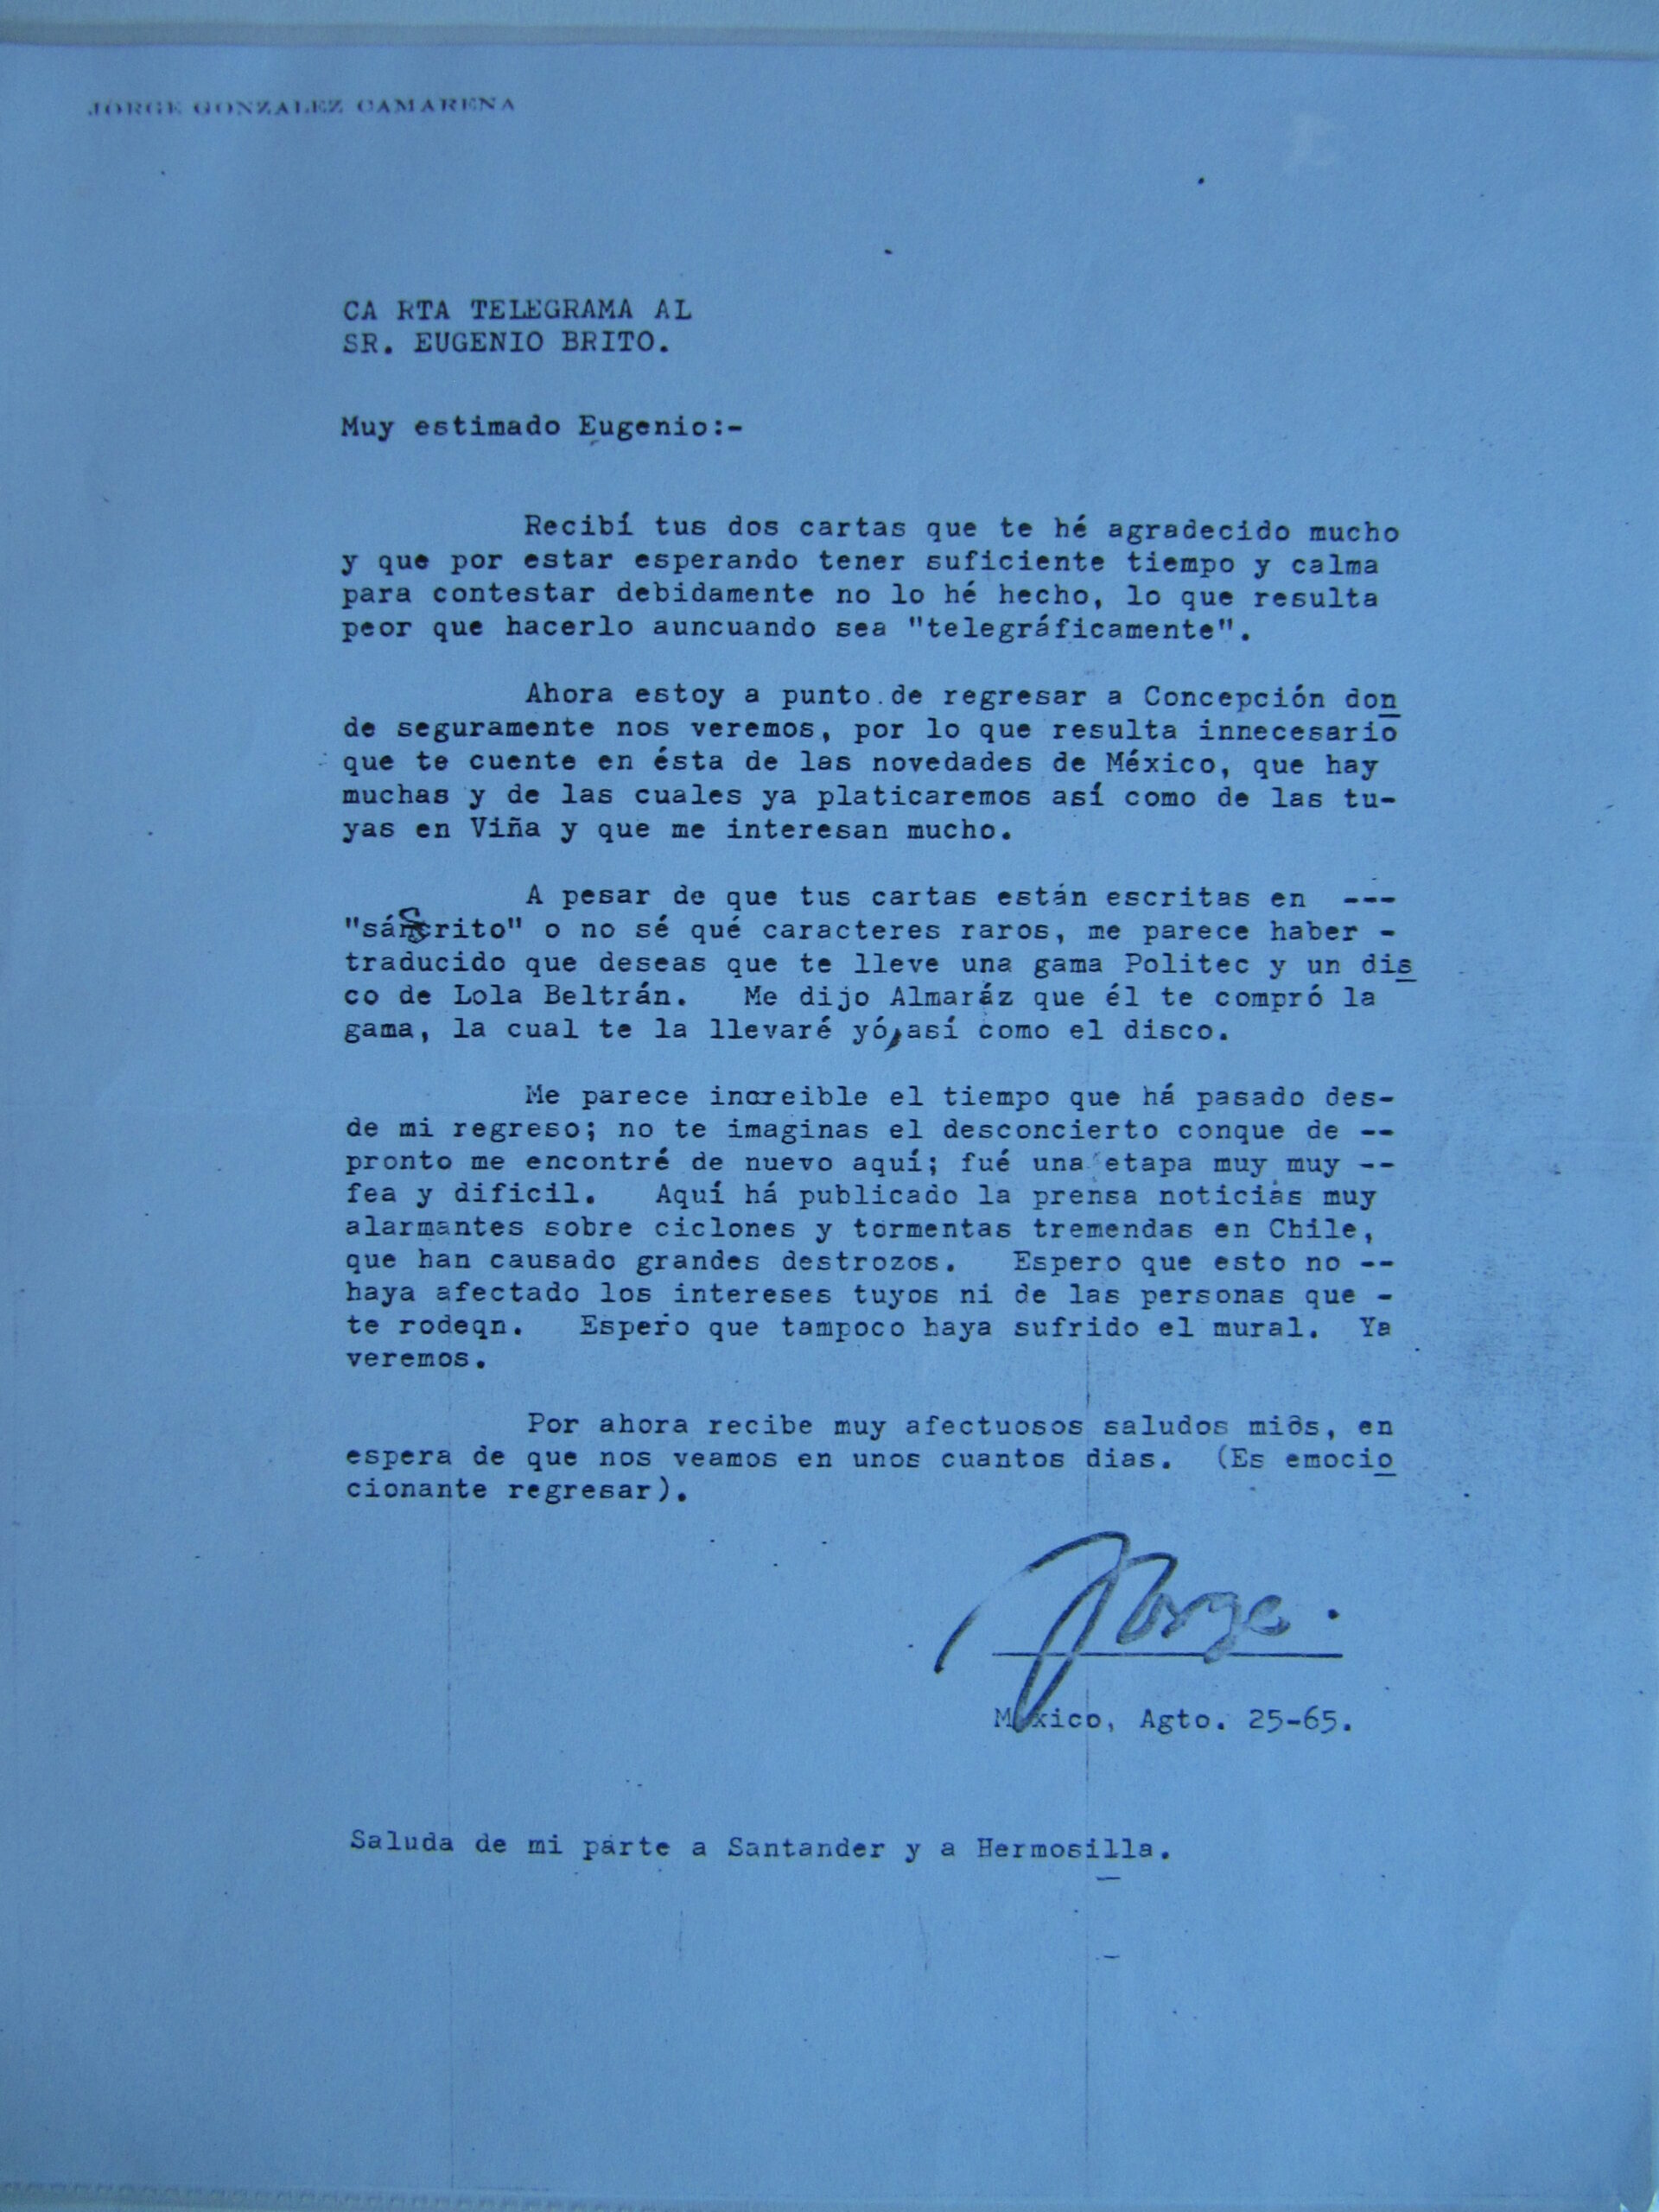 JORGE GONZALEZ CAMARENA
CA RTA TELEGRAMA AL
SR. EUGENIO BRITO.
Muy estimado Eugenio:-
Recibí tus dos cartas que te hé agradecido mucho
y que por estar esperando tener suficiente tiempo y calma
para contestar debidamente no lo hé hecho, lo que resulta
peor que hacerlo auncuando sea "telegráficamente".
Ahora estoy a punto de regresar a Concepción don
de seguramente nos veremos, por lo que resulta innecesario
que te cuente en ésta de las novedades de México, que hay
muchas y de las cuales ya platicaremos así como de las tu-
yas en Viña y que me interesan mucho.
A pesar de que tus cartas están escritas en ---
"sánscrito" o no sé qué caracteres raros, me parece haber -
traducido que deseas que te lleve una gama Politec y un dis
co de Lola Beltrán. Me dijo Almaráz que él te compró la
gama, la cual te la llevaré yó, así como el disco.
Me parece increible el tiempo que há pasado des-
de mi regreso; no te imaginas el desconcierto conque de --
pronto me encontré de nuevo aquí; fué una etapa muy muy --
fea y dificil. Aquí há publicado la prensa noticias muy
alarmantes sobre ciclones y tormentas tremendas en Chile,
que han causado grandes destrozos. Espero que esto no --
haya afectado los intereses tuyos ni de las personas que -
te rodeqn. Espero que tampoco haya sufrido el mural. Ya
veremos.
Por ahora recibe muy afectuosos saludos miós, en
espera de que nos veamos en unos cuantos dias. (Es emocio
cionante regresar).
Jorge.
México, Agto. 25-65.
Saluda de mi parte a Santander y a Hermosilla.